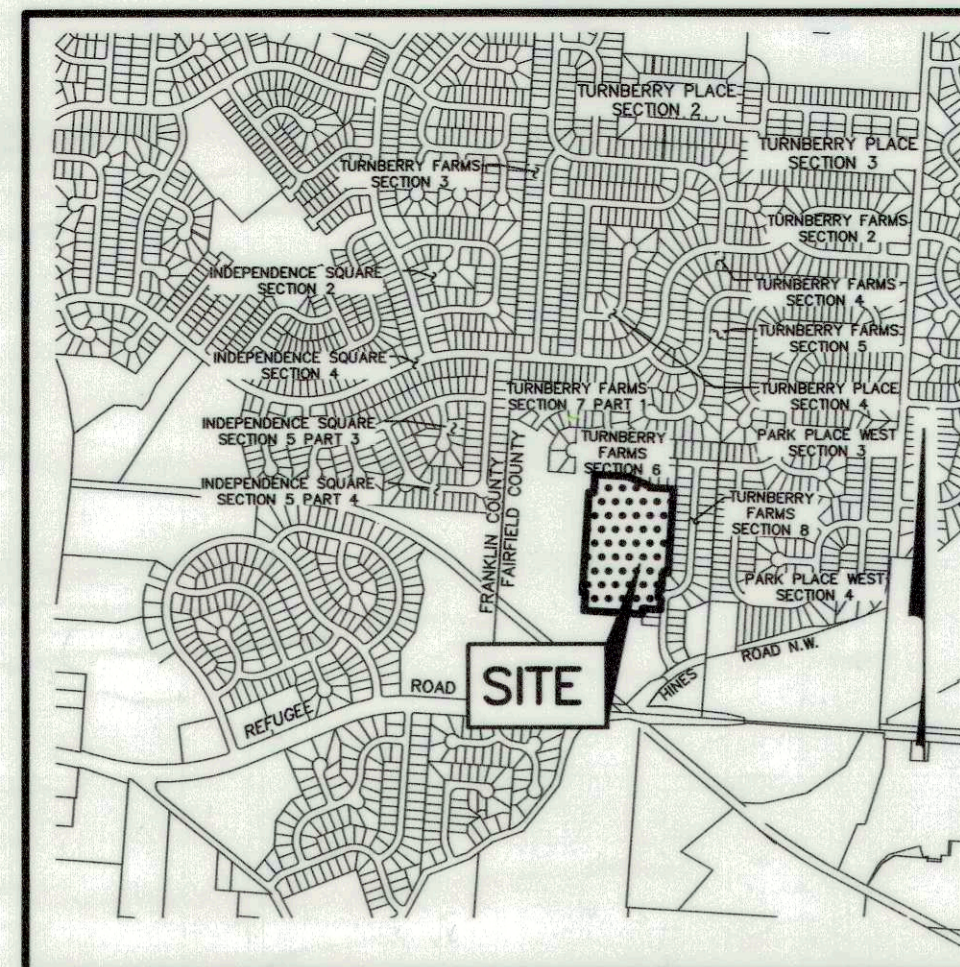 TURNBERRY PLACE
SECTION 2
TURNBERRY PLACE
SECTION 3
TURNBERRY FARMS
SECTION 3
TURNBERRY FARMS
SECTION 2
INDEPENDENCE SQUARE
SECTION 2
TURNBERRY FARMS
SECTION 4
TURNBERRY FARMS
SECTION 5
INDEPENDENCE SQUARE
SECTION 4
TURNBERRY FARMS
SECTION 7 PART 1
TURNBERRY PLACE
SECTION 4
INDEPENDENCE SQUARE
SECTION 5 PART 3
TURNBERRY
FARMS
SECTION 6
PARK PLACE WEST
SECTION 3
INDEPENDENCE SQUARE
SECTION 5 PART 4
FRANKLIN COUNTY
FAIRFIELD COUNTY
TURNBERRY
FARMS
SECTION 8
PARK PLACE WEST
SECTION 4
SITE
HINES
ROAD N.W.
REFUGEE
ROAD